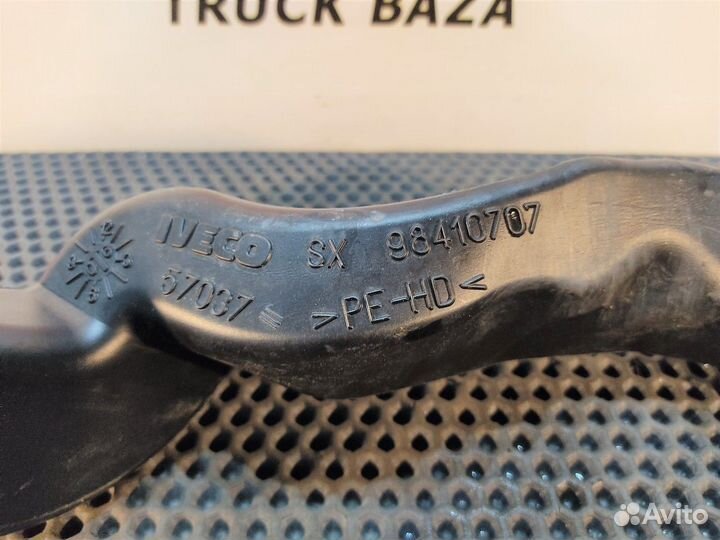 TRUCK BAZA
IVECO SX 98410707
57037 >PE-HD<
Avito